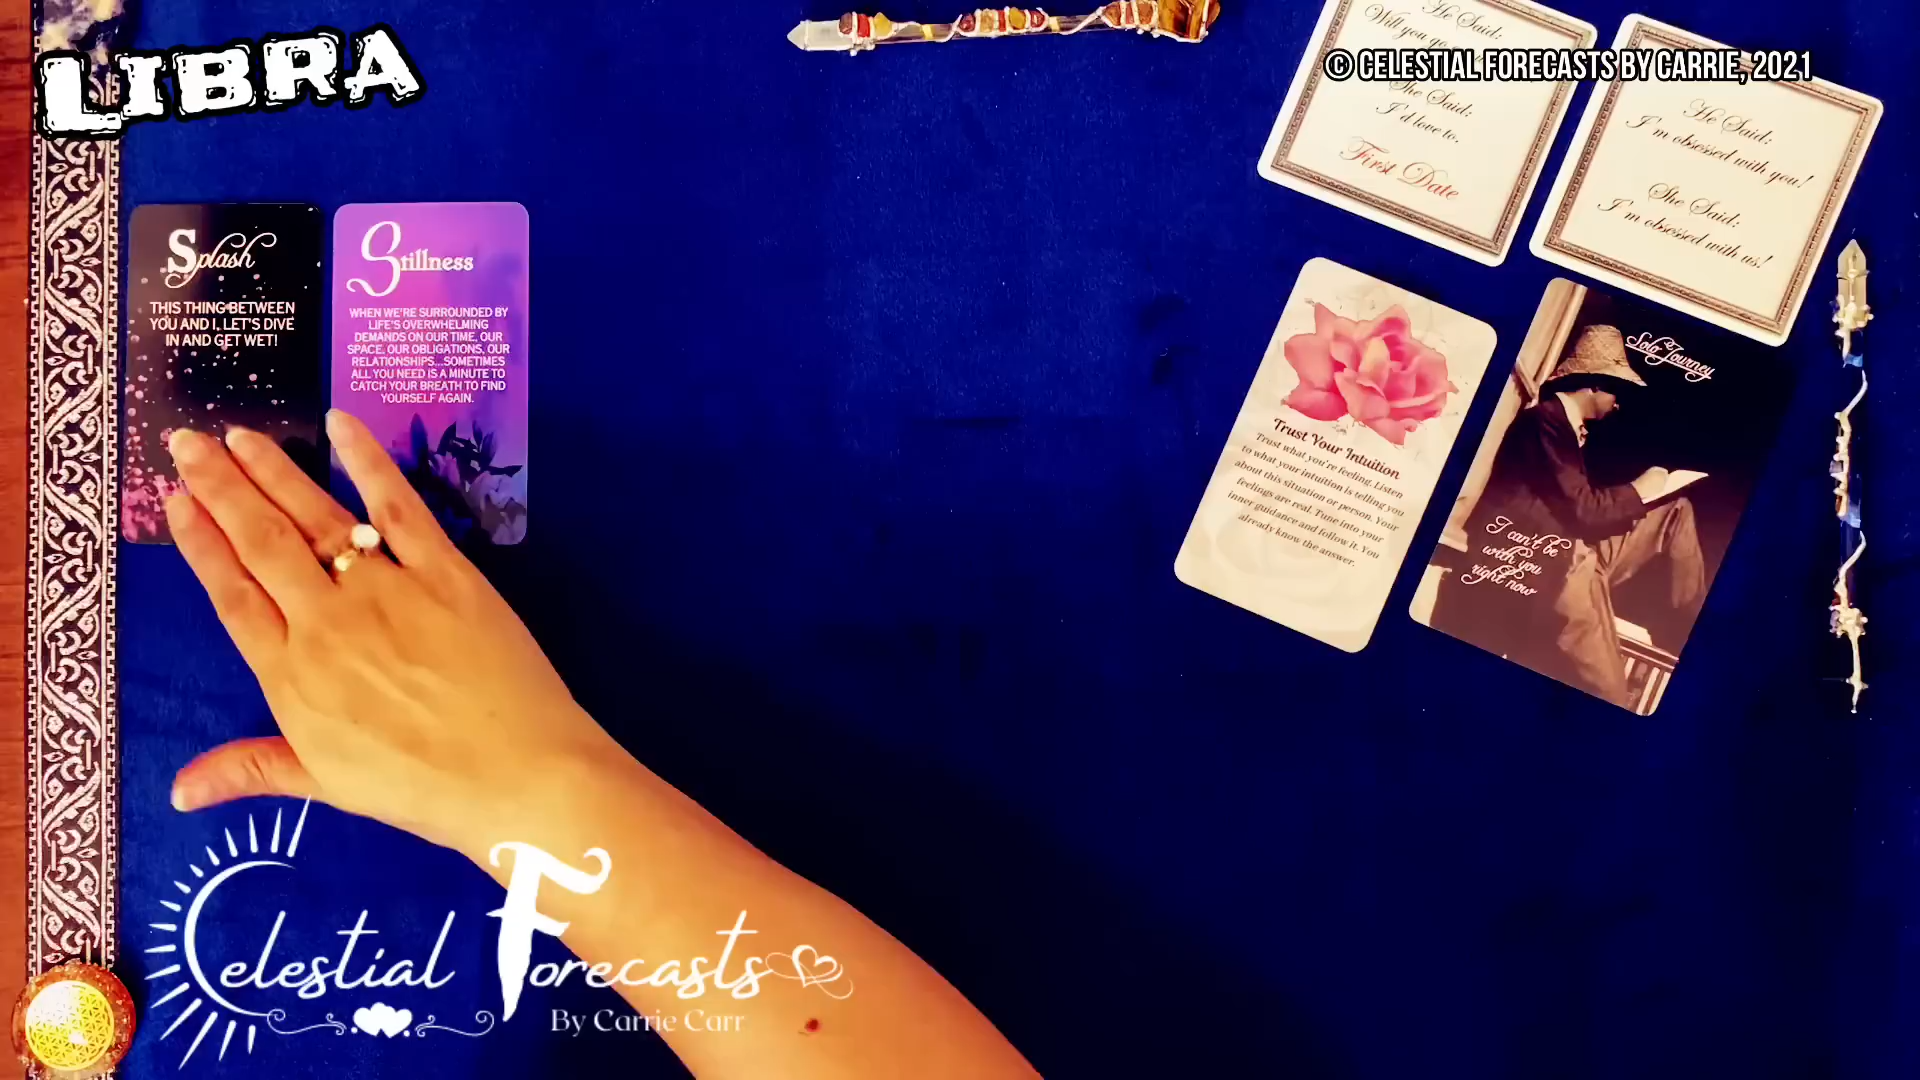 LIBRA
© CELESTIAL FORECASTS BY CARRIE, 2021
He Said:
Will you go
She Said:
I'd love to.
First Date
He Said:
I'm obsessed with you!
She Said:
I'm obsessed with us!
Splash
THIS THING BETWEEN
YOU AND I, LET'S DIVE
IN AND GET WET!
Stillness
WHEN WE'RE SURROUNDED BY
LIFE'S OVERWHELMING
DEMANDS ON OUR TIME, OUR
SPACE, OUR OBLIGATIONS, OUR
RELATIONSHIPS...SOMETIMES
ALL YOU NEED IS A MINUTE TO
CATCH YOUR BREATH TO FIND
YOURSELF AGAIN.
Trust Your Intuition
Trust what you're feeling. Listen
to what your intuition is telling you
about this situation or person. Your
feelings are real. Tune into your
inner guidance and follow it. You
already know the answer.
Solo Journey
I can't be
with you
right now
Celestial Forecasts
By Carrie Carr